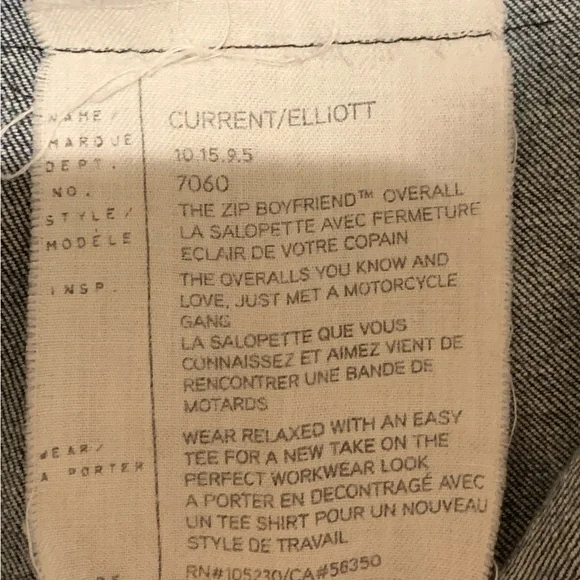 NAME/ CURRENT/ELLIOTT
MARQUE
DEPT. 10.15.9.5
NO. 7060
STYLE/ THE ZIP BOYFRIEND™ OVERALL
MODÈLE LA SALOPETTE AVEC FERMETURE
ECLAIR DE VOTRE COPAIN
INSP. THE OVERALLS YOU KNOW AND
LOVE, JUST MET A MOTORCYCLE
GANG
LA SALOPETTE QUE VOUS
CONNAISSEZ ET AIMEZ VIENT DE
RENCONTRER UNE BANDE DE
MOTARDS
WEAR/ WEAR RELAXED WITH AN EASY
A PORTER TEE FOR A NEW TAKE ON THE
PERFECT WORKWEAR LOOK
A PORTER EN DECONTRAGÉ AVEC
UN TEE SHIRT POUR UN NOUVEAU
STYLE DE TRAVAIL
RN#105230/CA#56350